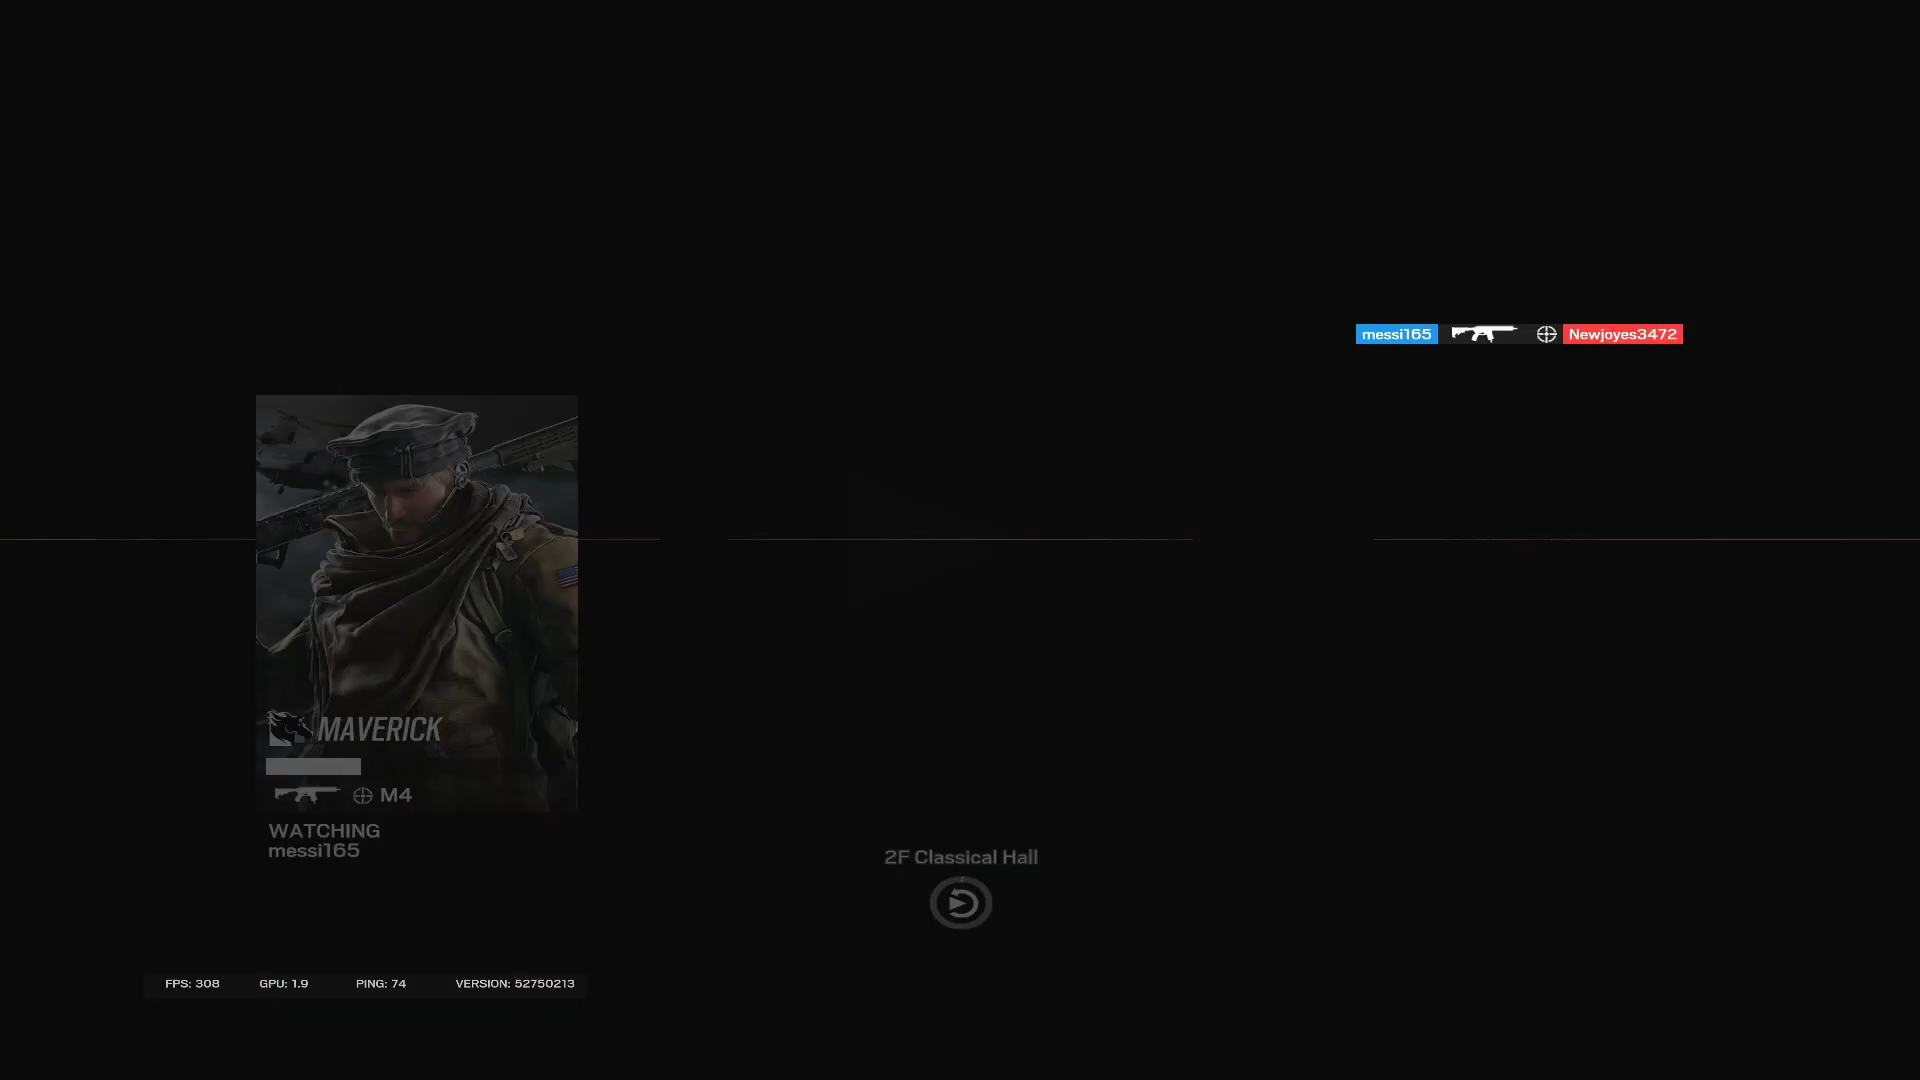 messi165 Newjoyes3472
MAVERICK
M4
WATCHING
messi165
2F Classical Hall
FPS: 308 GPU: 1.9 PING: 74 VERSION: 52750213